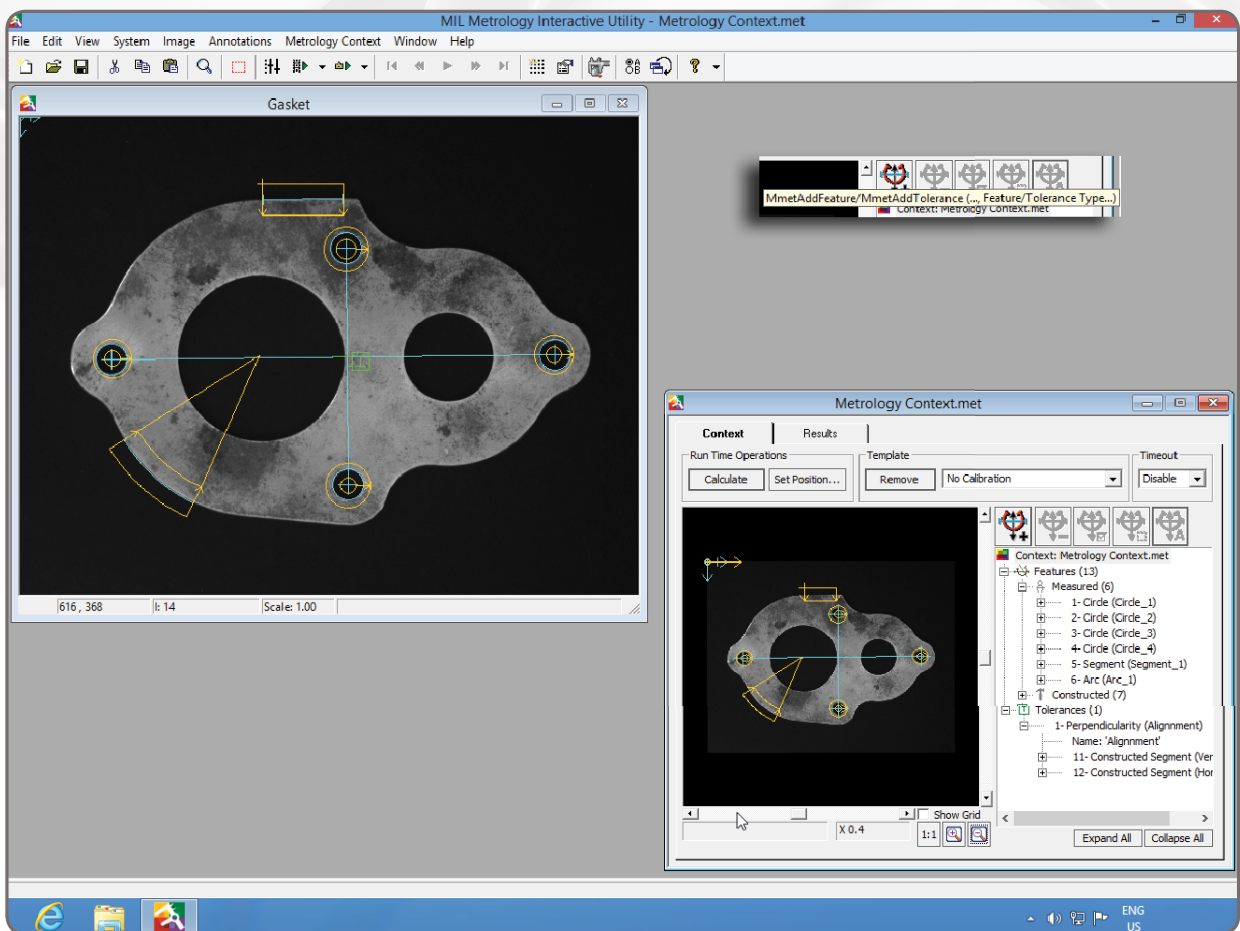 MIL Metrology Interactive Utility - Metrology Context.met
File Edit View System Image Annotations Metrology Context Window Help
Gasket
616 , 368 I: 14 Scale: 1.00
MmetAddFeature/MmetAddTolerance (..., Feature/Tolerance Type...)
Context: Metrology Context.met
Metrology Context.met
Context Results
Run Time Operations Template Timeout
Calculate Set Position... Remove No Calibration Disable
Context: Metrology Context.met
Features (13)
Measured (6)
1- Circle (Circle_1)
2- Circle (Circle_2)
3- Circle (Circle_3)
4- Circle (Circle_4)
5- Segment (Segment_1)
6- Arc (Arc_1)
Constructed (7)
Tolerances (1)
1- Perpendicularity (Alignnment)
Name: 'Alignnment'
11- Constructed Segment (Ver
12- Constructed Segment (Hor
Show Grid
X 0.4 1:1
Expand All Collapse All
ENG
US